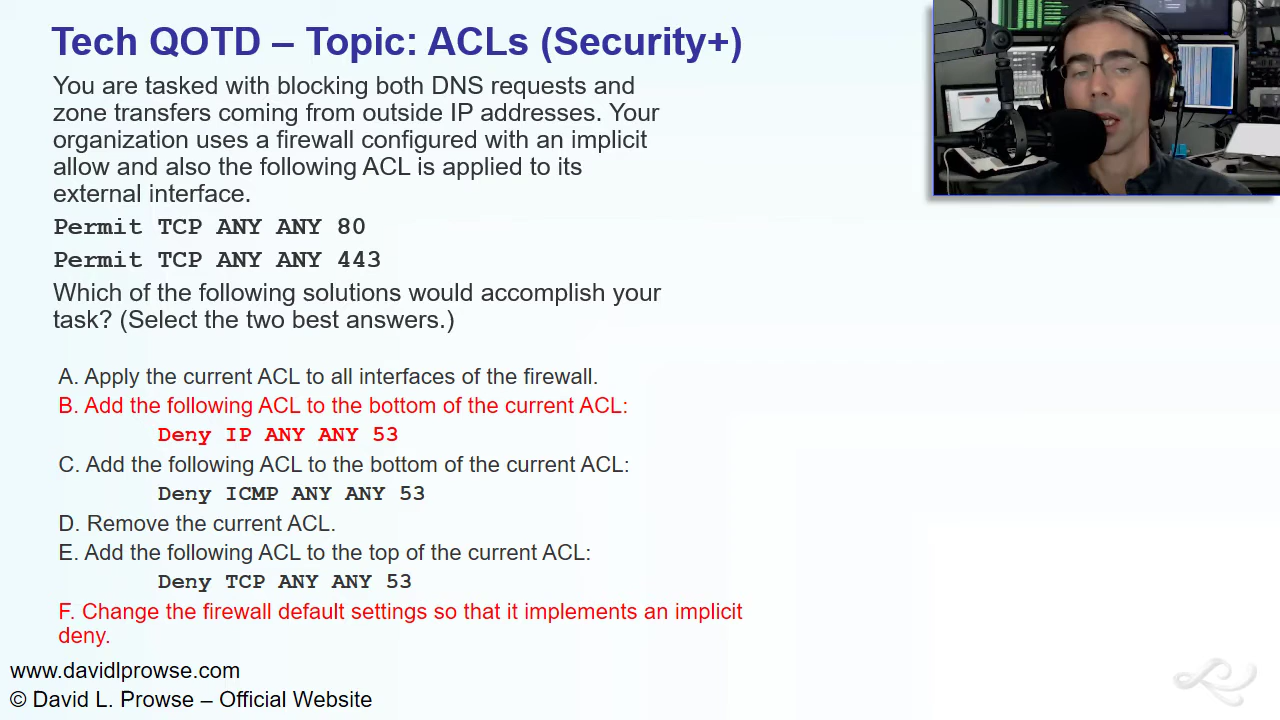 Tech QOTD – Topic: ACLs (Security+)
You are tasked with blocking both DNS requests and
zone transfers coming from outside IP addresses. Your
organization uses a firewall configured with an implicit
allow and also the following ACL is applied to its
external interface.
Permit TCP ANY ANY 80
Permit TCP ANY ANY 443
Which of the following solutions would accomplish your
task? (Select the two best answers.)
A. Apply the current ACL to all interfaces of the firewall.
B. Add the following ACL to the bottom of the current ACL:
Deny IP ANY ANY 53
C. Add the following ACL to the bottom of the current ACL:
Deny ICMP ANY ANY 53
D. Remove the current ACL.
E. Add the following ACL to the top of the current ACL:
Deny TCP ANY ANY 53
F. Change the firewall default settings so that it implements an implicit
deny.
www.davidlprowse.com
© David L. Prowse – Official Website